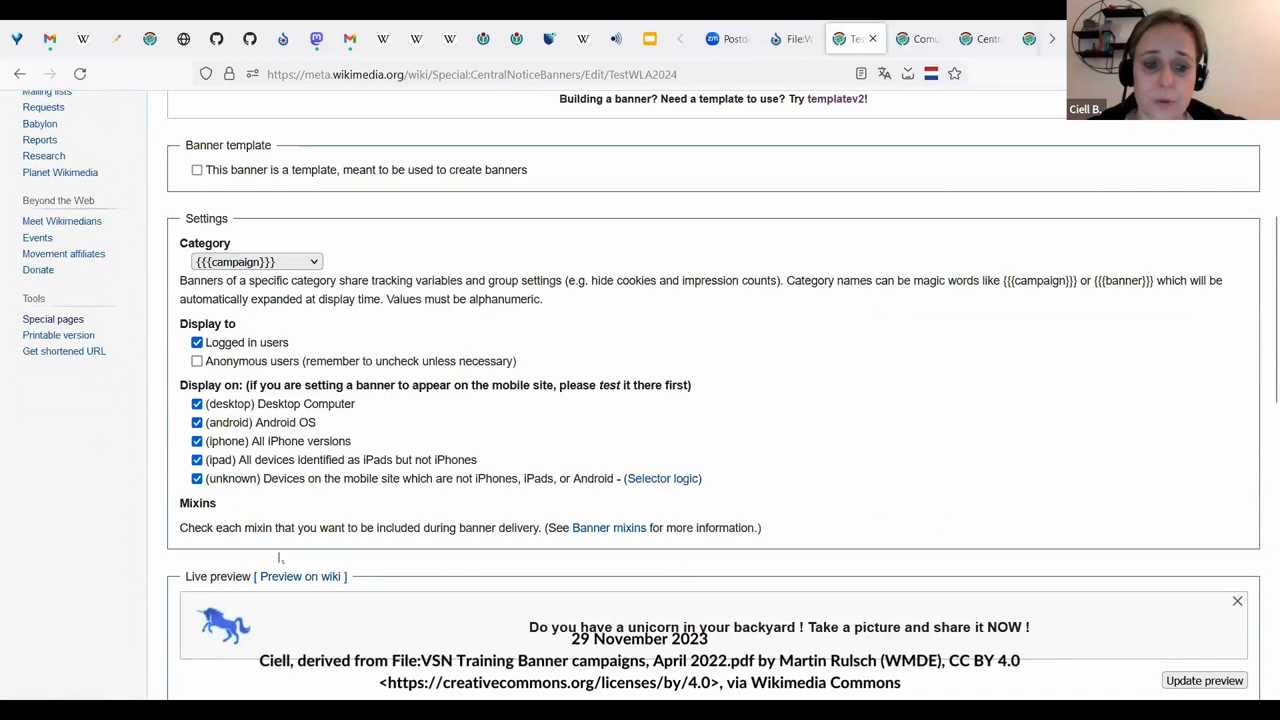 Postc
File:W
Tes
Comu
Centra
https://meta.wikimedia.org/wiki/Special:CentralNoticeBanners/Edit/TestWLA2024
Ciell B.
Mailing lists
Requests
Babylon
Reports
Research
Planet Wikimedia
Beyond the Web
Meet Wikimedians
Events
Movement affiliates
Donate
Tools
Special pages
Printable version
Get shortened URL
Building a banner? Need a template to use? Try templatev2!
Banner template
This banner is a template, meant to be used to create banners
Settings
Category
{{{campaign}}}
Banners of a specific category share tracking variables and group settings (e.g. hide cookies and impression counts). Category names can be magic words like {{{campaign}}} or {{{banner}}} which will
automatically expanded at display time. Values must be alphanumeric.
Display to
Logged in users
Anonymous users (remember to uncheck unless necessary)
Display on: (if you are setting a banner to appear on the mobile site, please test it there first)
(desktop) Desktop Computer
(android) Android OS
(iphone) All iPhone versions
(ipad) All devices identified as iPads but not iPhones
(unknown) Devices on the mobile site which are not iPhones, iPads, or Android - (Selector logic)
Mixins
Check each mixin that you want to be included during banner delivery. (See Banner mixins for more information.)
Live preview [ Preview on wiki ]
Do you have a unicorn in your backyard ! Take a picture and share it NOW !
29 November 2023
Ciell, derived from File:VSN Training Banner campaigns, April 2022.pdf by Martin Rulsch (WMDE), CC BY 4.0
<https://creativecommons.org/licenses/by/4.0>, via Wikimedia Commons
Update preview